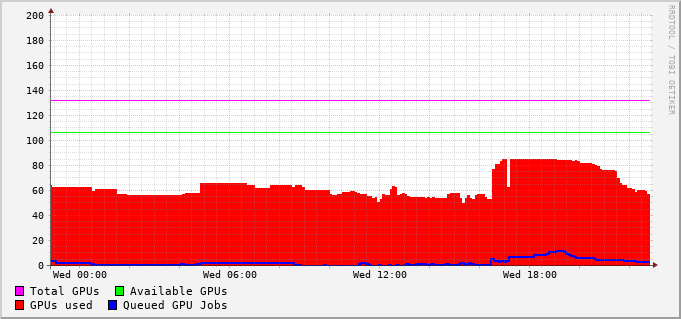 200
180
160
140
120
100
80
60
40
20
0
Wed 00:00 Wed 06:00 Wed 12:00 Wed 18:00
Total GPUs Available GPUs
GPUs used Queued GPU Jobs
RRDTOOL / TOBI OETIKER